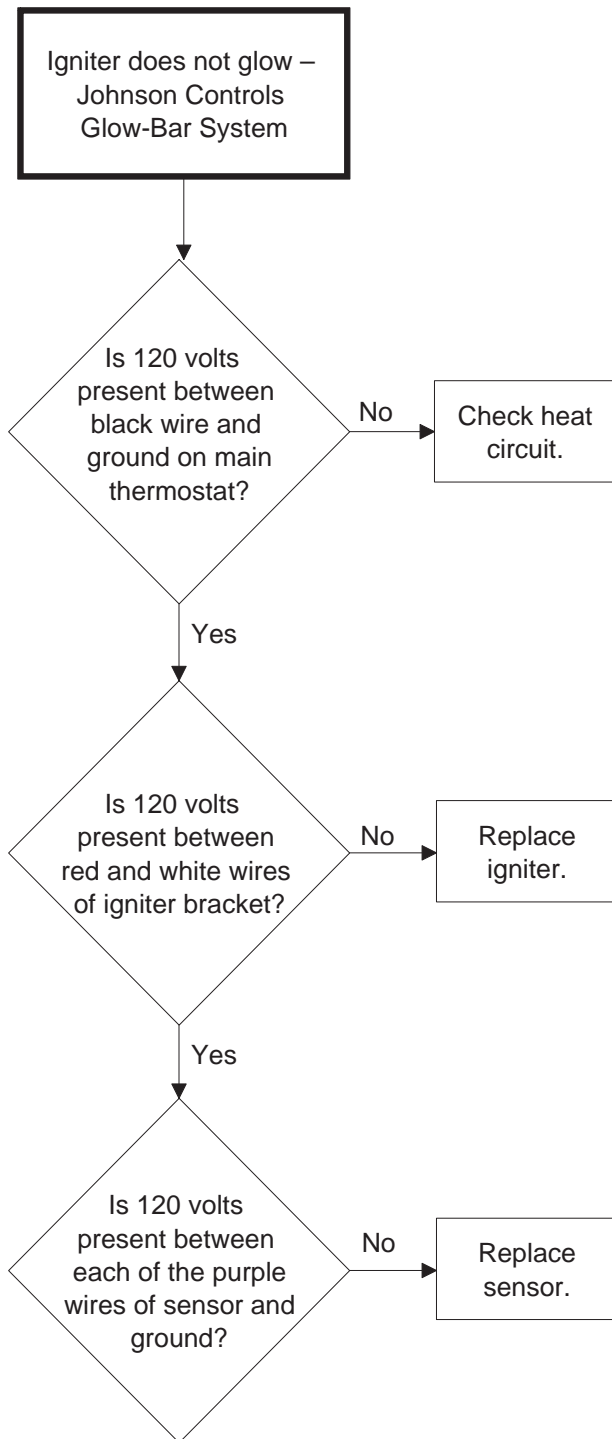 Igniter does not glow –
Johnson Controls
Glow-Bar System
Is 120 volts
present between
black wire and
ground on main
thermostat?
No
Check heat
circuit.
Yes
Is 120 volts
present between
red and white wires
of igniter bracket?
No
Replace
igniter.
Yes
Is 120 volts
present between
each of the purple
wires of sensor and
ground?
No
Replace
sensor.